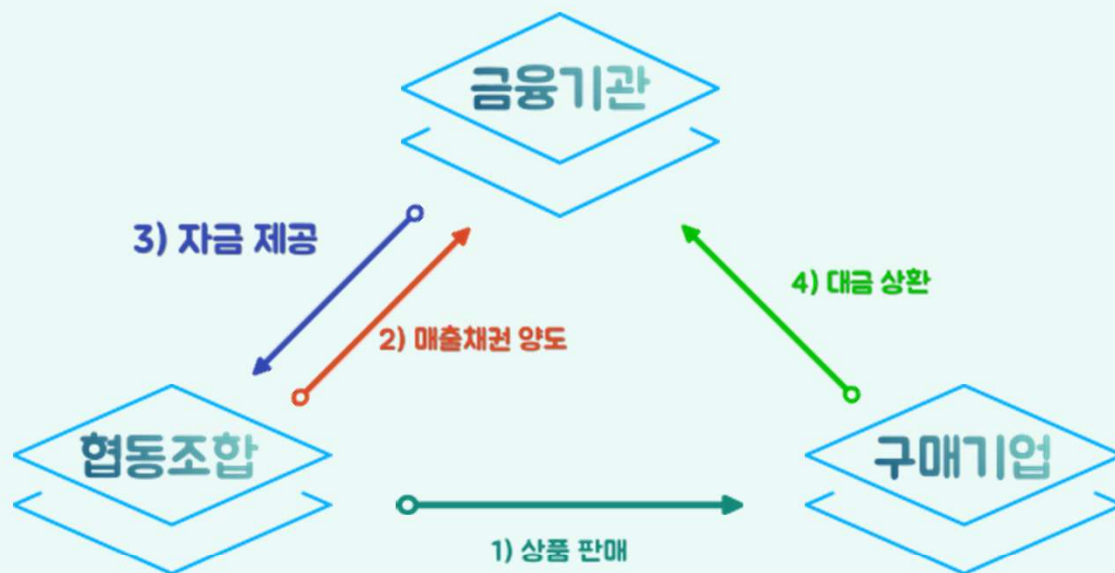 금융기관
3) 자금 제공
4) 대금 상환
2) 매출채권 양도
협동조합
구매기업
1) 상품 판매